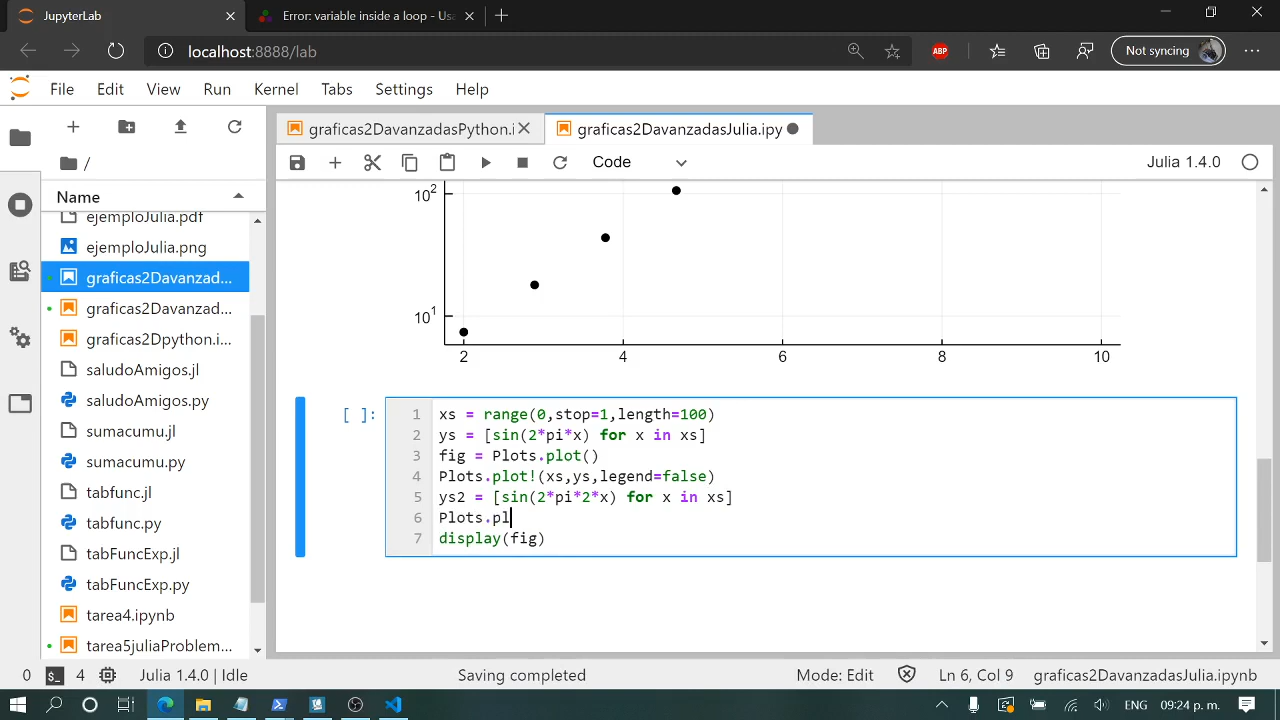 JupyterLab
Error: variable inside a loop - Usa
localhost:8888/lab
ABP
Not syncing
File Edit View Run Kernel Tabs Settings Help
graficas2DavanzadasPython.i
graficas2DavanzadasJulia.ipy
Code
Julia 1.4.0
/
Name
ejemploJulia.pdf
ejemploJulia.png
graficas2Davanzad...
graficas2Davanzad...
graficas2Dpython.i...
saludoAmigos.jl
saludoAmigos.py
sumacumu.jl
sumacumu.py
tabfunc.jl
tabfunc.py
tabFuncExp.jl
tabFuncExp.py
tarea4.ipynb
tarea5juliaProblem...
10²
10¹
2 4 6 8 10
[ ]:
1 xs = range(0,stop=1,length=100)
2 ys = [sin(2*pi*x) for x in xs]
3 fig = Plots.plot()
4 Plots.plot!(xs,ys,legend=false)
5 ys2 = [sin(2*pi*2*x) for x in xs]
6 Plots.pl
7 display(fig)
0 $_ 4 Julia 1.4.0 | Idle Saving completed Mode: Edit Ln 6, Col 9 graficas2DavanzadasJulia.ipynb
ENG 09:24 p. m.